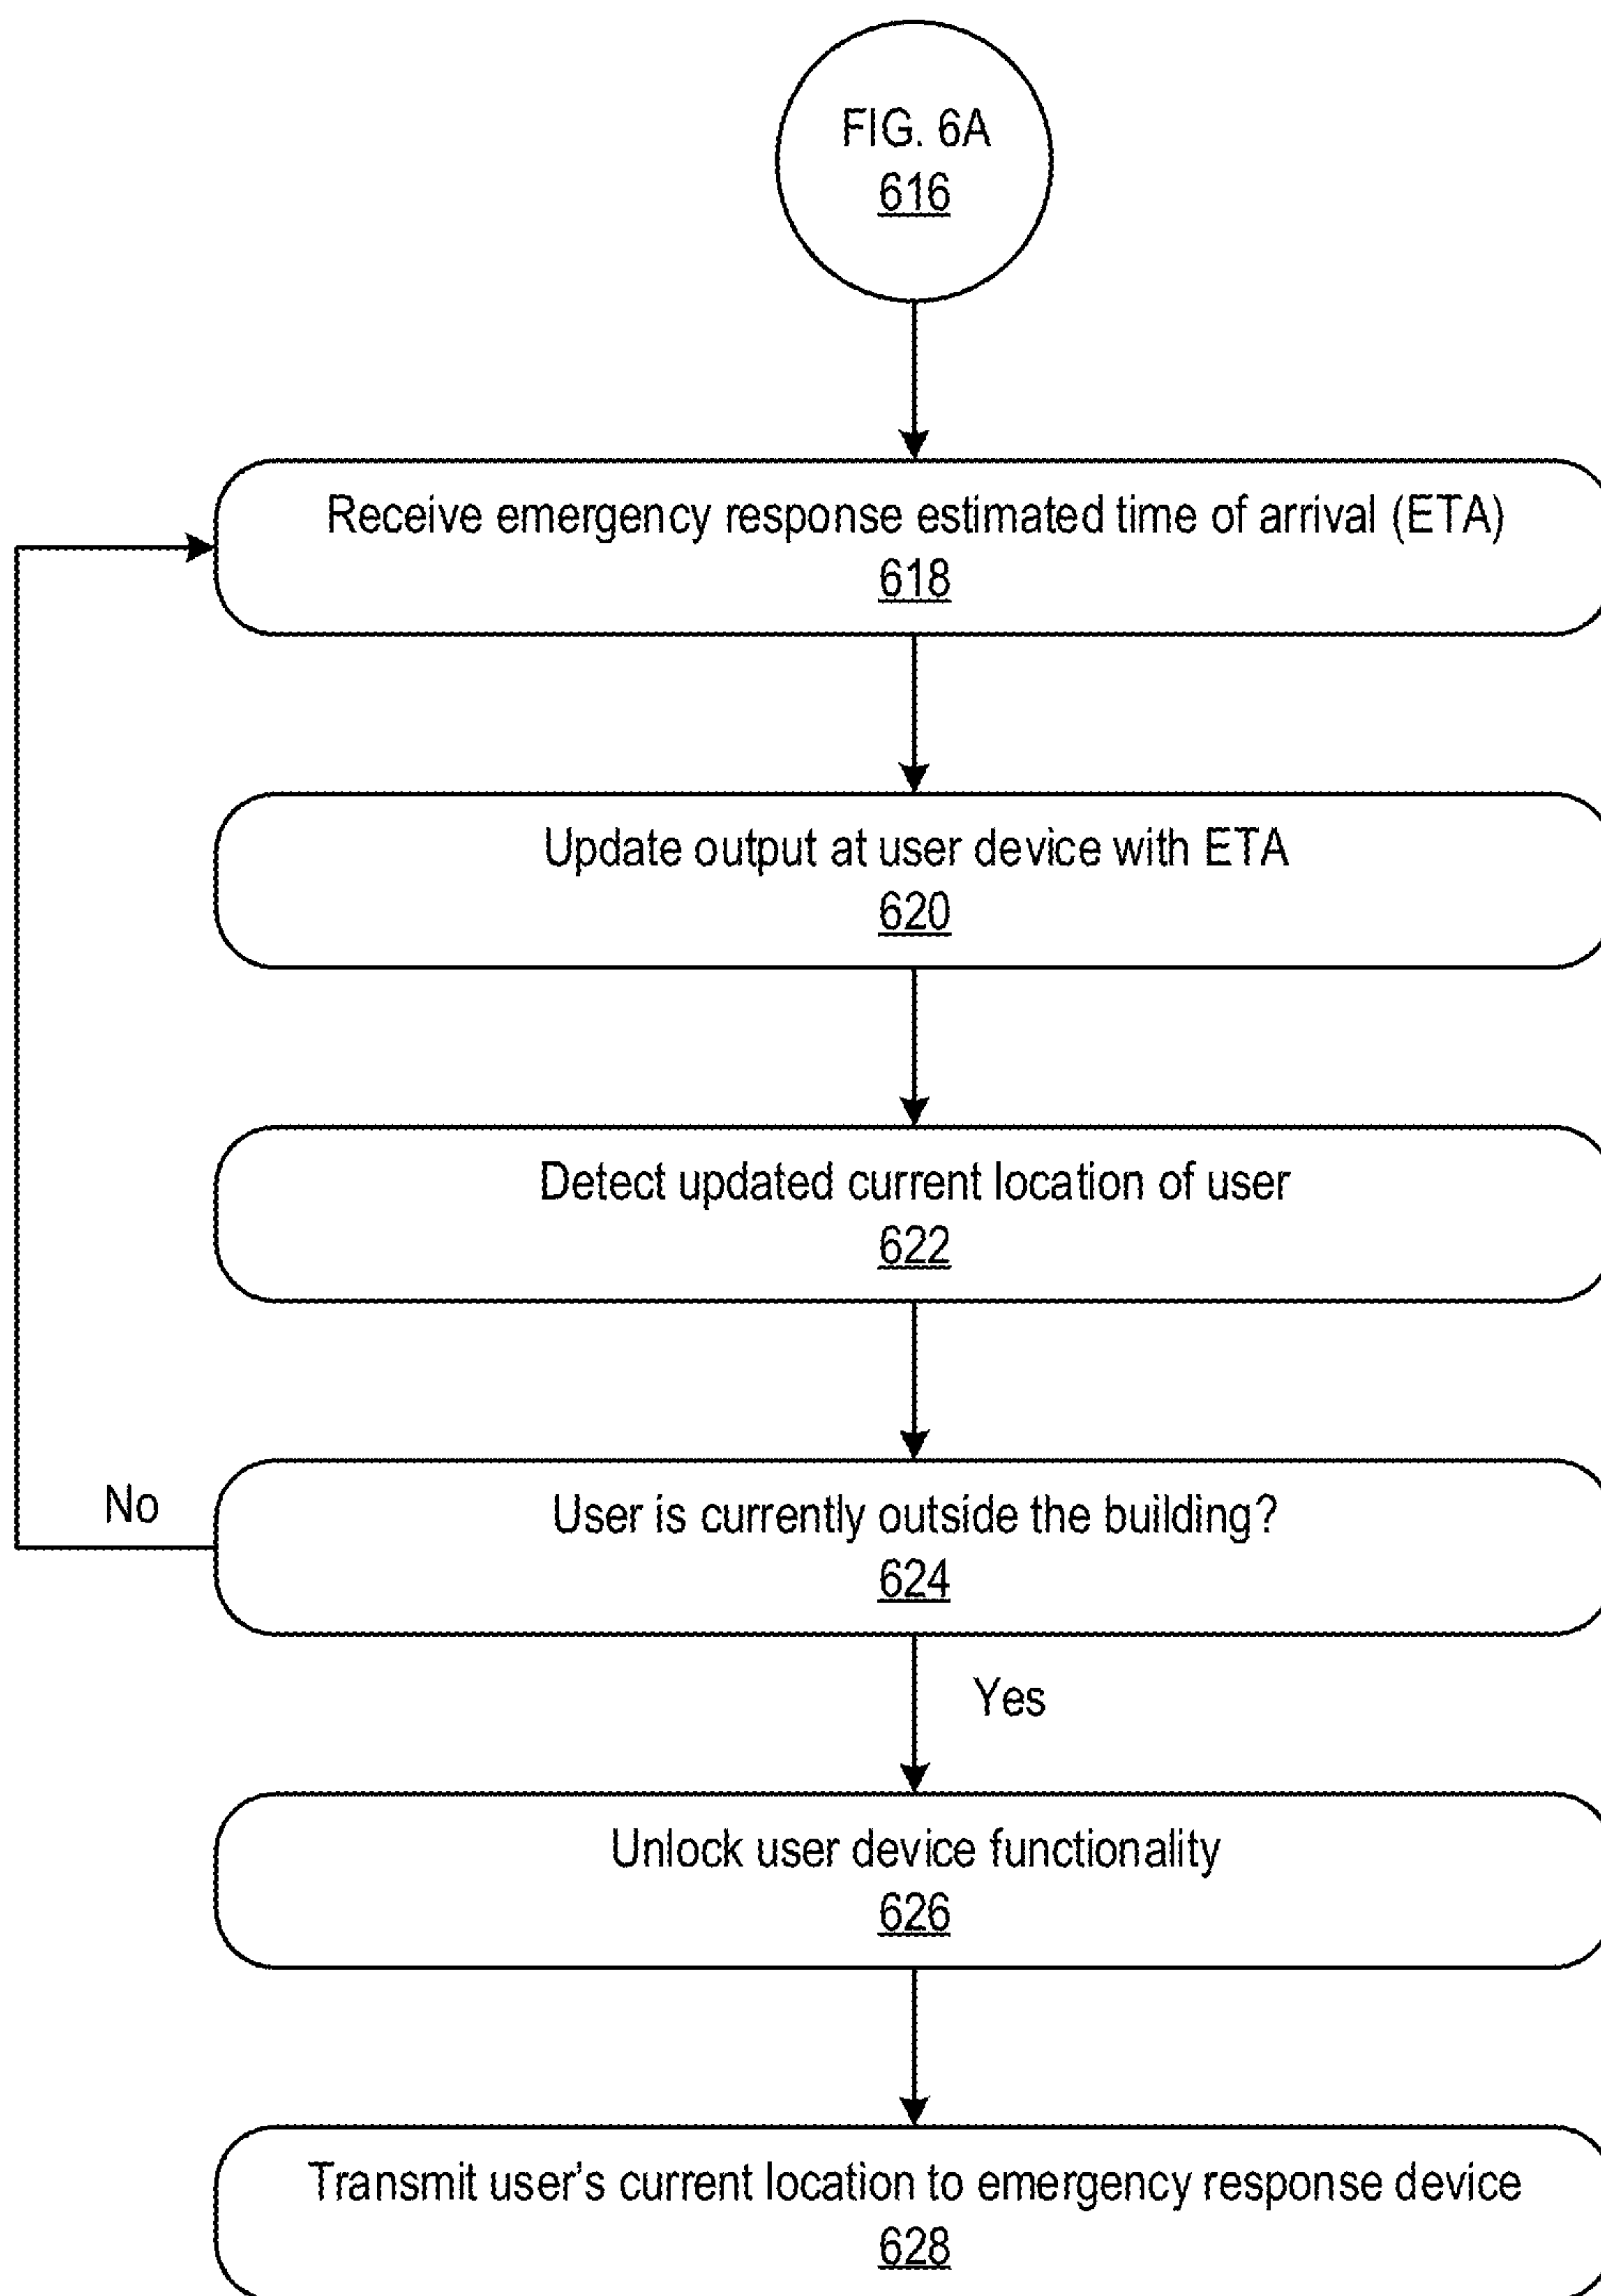 FIG. 6A
616
Receive emergency response estimated time of arrival (ETA)
618
Update output at user device with ETA
620
Detect updated current location of user
622
User is currently outside the building?
624
No
Yes
Unlock user device functionality
626
Transmit user's current location to emergency response device
628